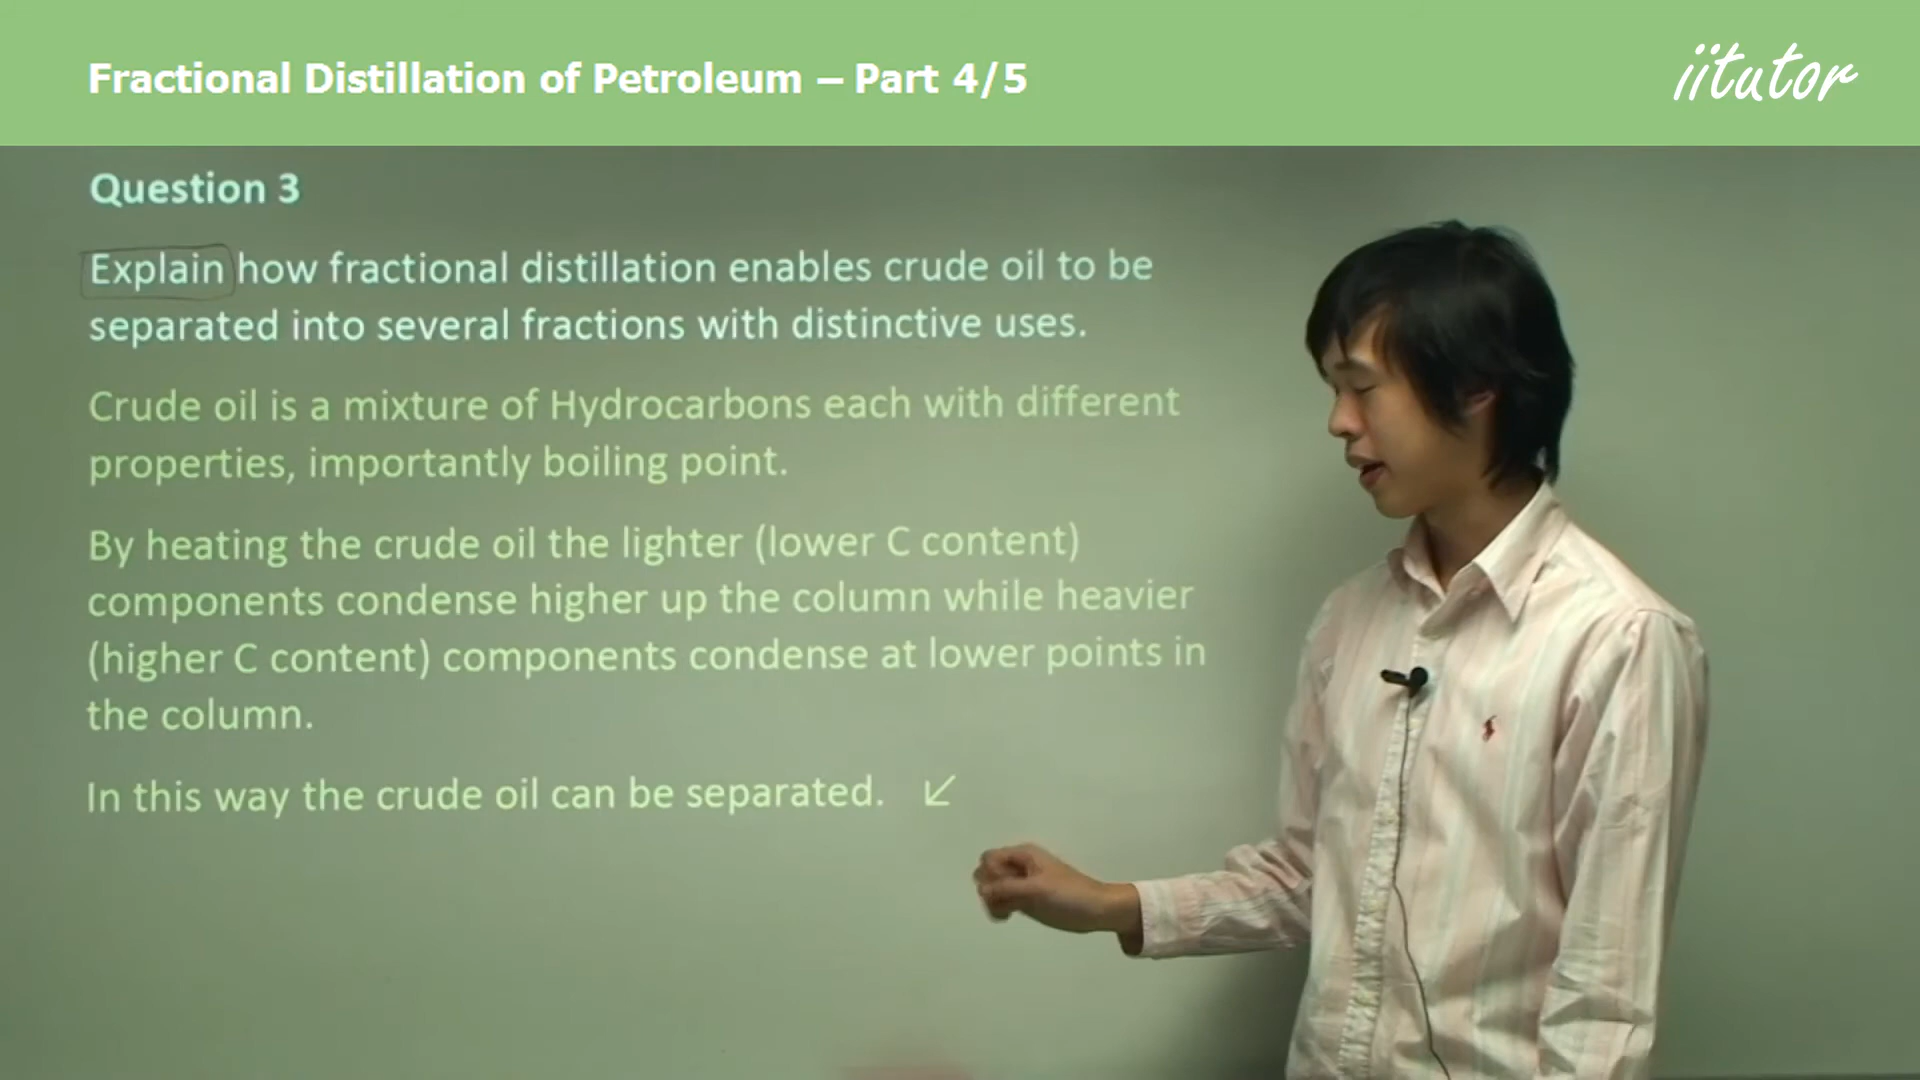 Fractional Distillation of Petroleum – Part 4/5
iitutor
Question 3
Explain how fractional distillation enables crude oil to be
separated into several fractions with distinctive uses.
Crude oil is a mixture of Hydrocarbons each with different
properties, importantly boiling point.
By heating the crude oil the lighter (lower C content)
components condense higher up the column while heavier
(higher C content) components condense at lower points in
the column.
In this way the crude oil can be separated.